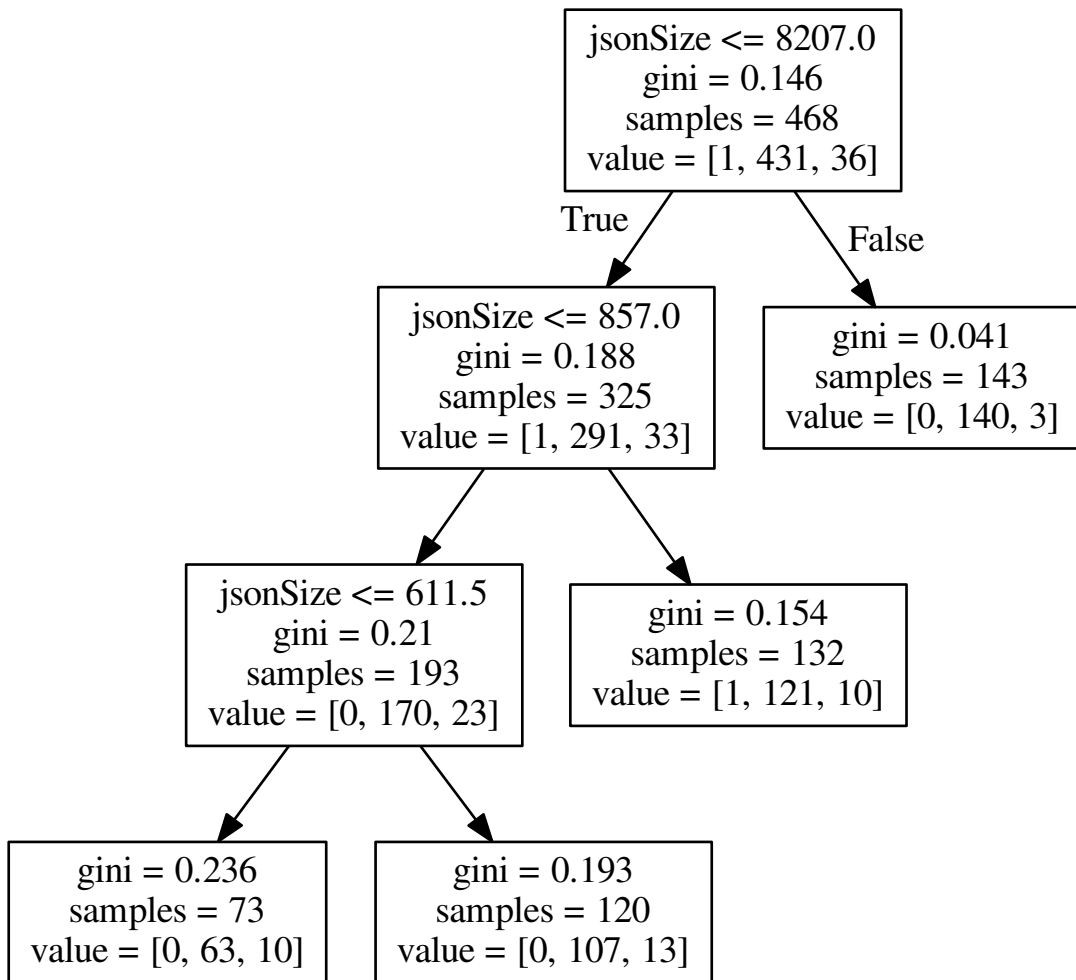 jsonSize <= 8207.0
gini = 0.146
samples = 468
value = [1, 431, 36]
True
False
jsonSize <= 857.0
gini = 0.188
samples = 325
value = [1, 291, 33]
gini = 0.041
samples = 143
value = [0, 140, 3]
jsonSize <= 611.5
gini = 0.21
samples = 193
value = [0, 170, 23]
gini = 0.154
samples = 132
value = [1, 121, 10]
gini = 0.236
samples = 73
value = [0, 63, 10]
gini = 0.193
samples = 120
value = [0, 107, 13]